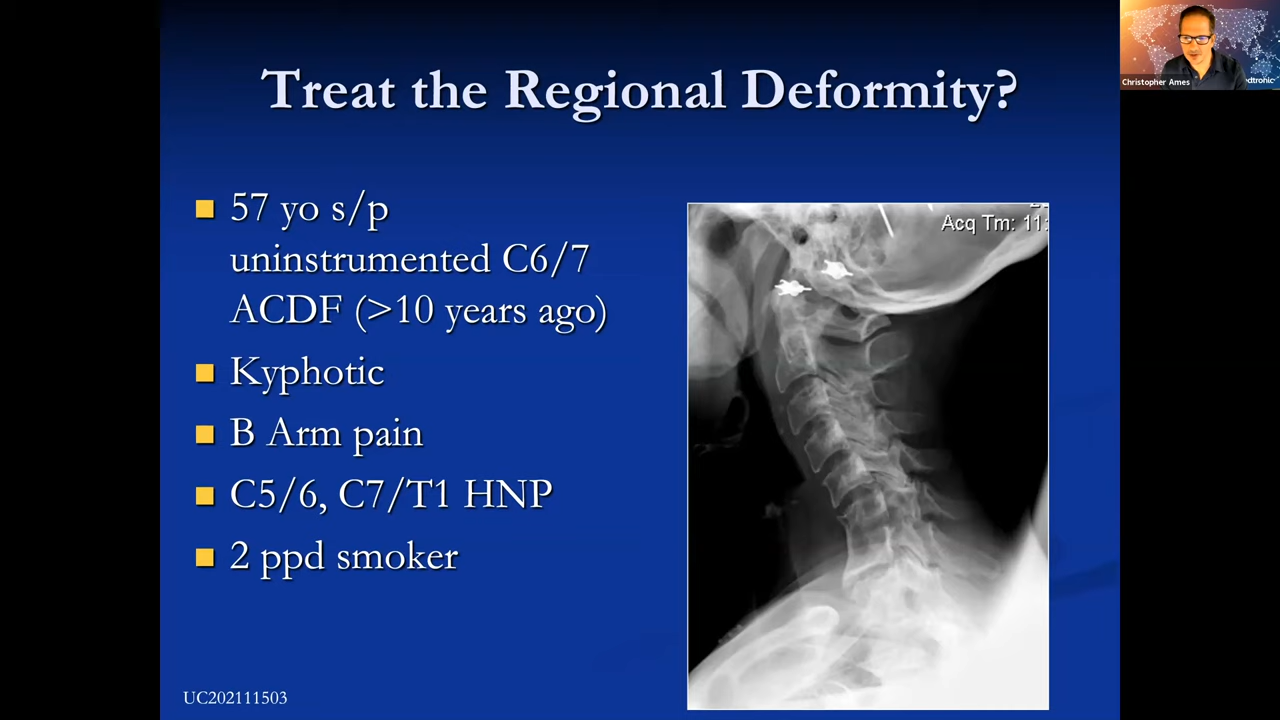 Treat the Regional Deformity?
57 yo s/p
uninstrumented C6/7
ACDF (>10 years ago)
Kyphotic
B Arm pain
C5/6, C7/T1 HNP
2 ppd smoker
UC202111503
Acq Tm: 11:
Christopher Ames
dtronic